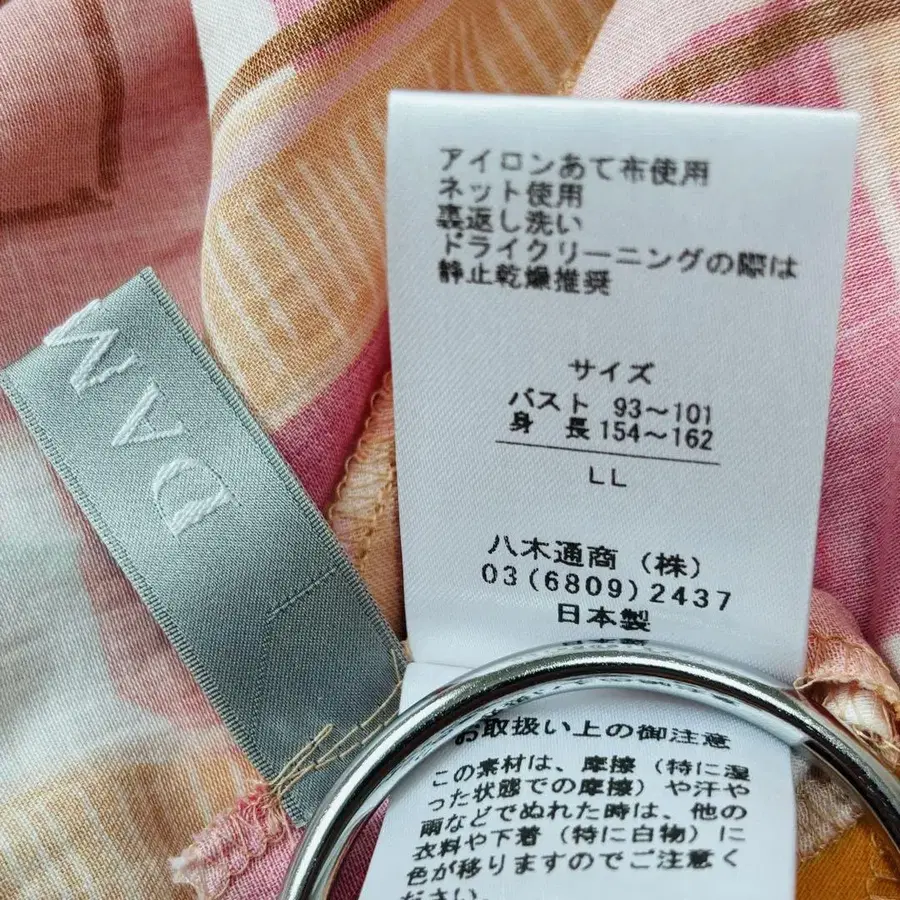 アイロンあて布使用
ネット使用
裏返し洗い
ドライクリーニングの際は
静止乾燥推奨
サイズ
バスト 93～101
身 長 154～162
LL
八木通商（株）
03(6809)2437
日本製
お取扱い上の御注意
この素材は、摩擦（特に湿
った状態での摩擦）や汗や
雨などでぬれた時は、他の
衣料や下着（特に白物）に
色が移りますのでご注意く
ださい。
DAM